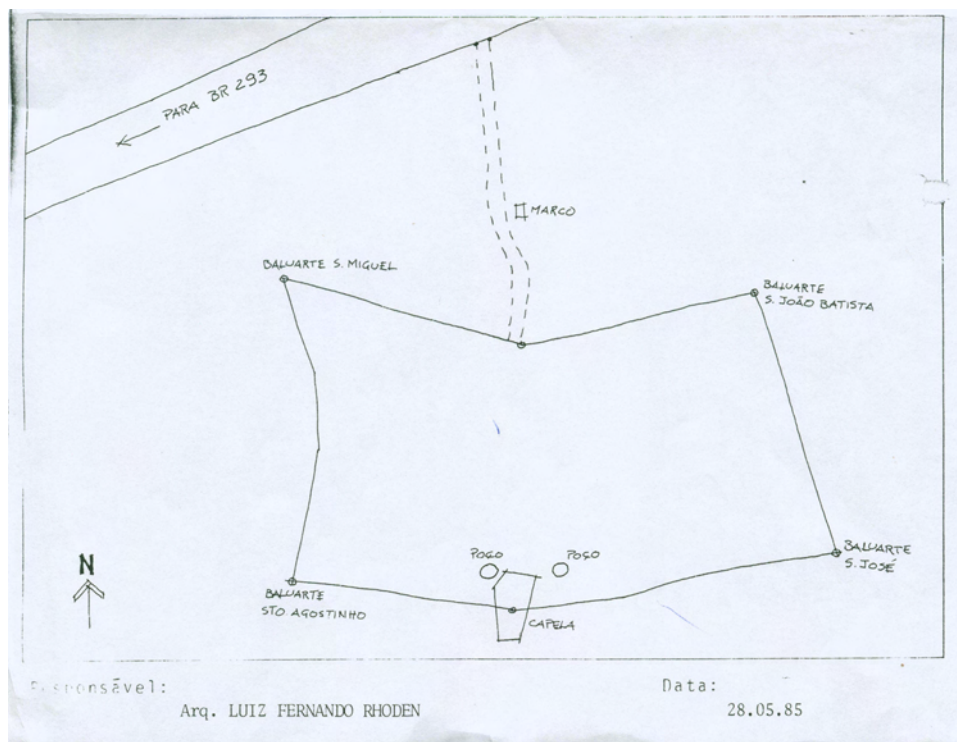 PARA BR 293
MARCO
BALUARTE S. MIGUEL
BALUARTE
S. JOÃO BATISTA
POÇO
POÇO
BALUARTE
S. JOSÉ
N
BALUARTE
STO. AGOSTINHO
CAPELA
Responsável:
Data:
Arq. LUIZ FERNANDO RHODEN
28.05.85